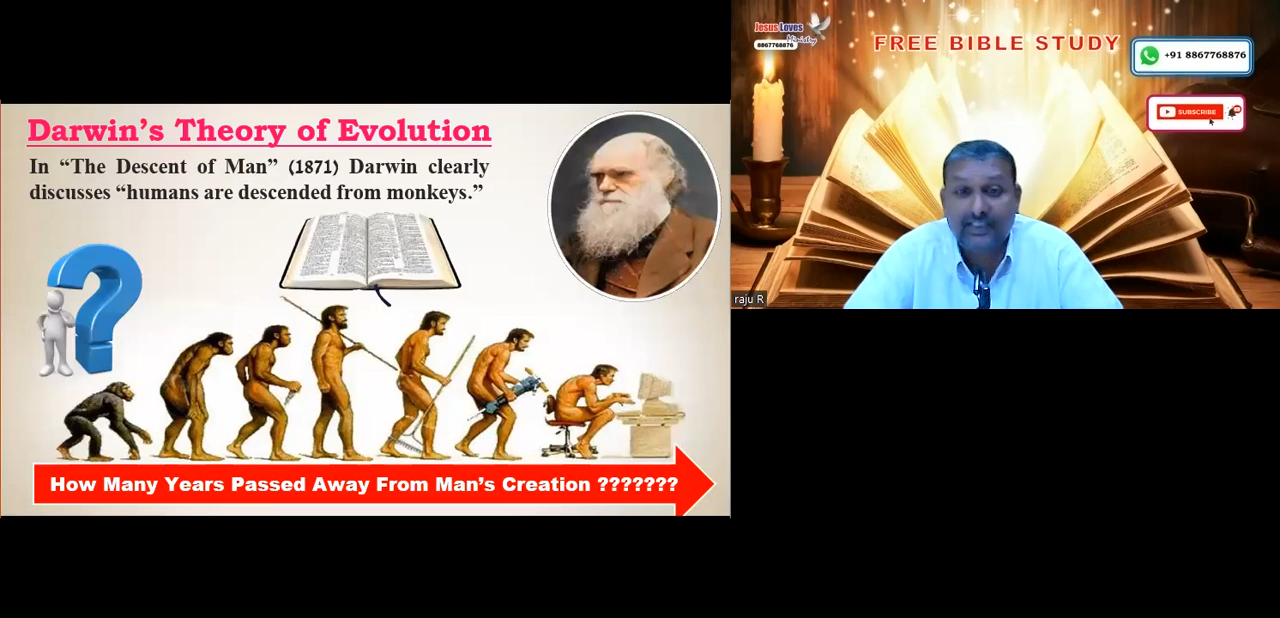 Darwin’s Theory of Evolution
In “The Descent of Man” (1871) Darwin clearly
discusses “humans are descended from monkeys.”
How Many Years Passed Away From Man’s Creation ???????
Jesus Loves
Ministry
8867768876
FREE BIBLE STUDY
+91 8867768876
SUBSCRIBE
raju R